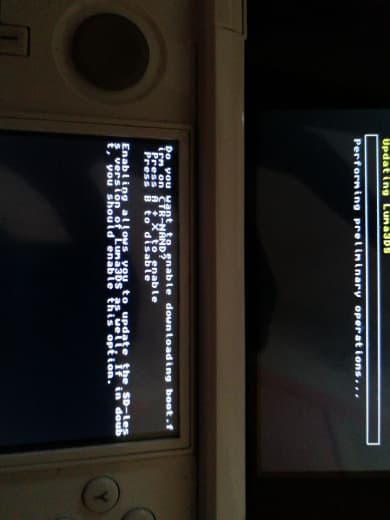 Updating Luma3DS
Performing preliminary operations...
Do you want to enable downloading boot.f
irm on CTR-NAND?
Press A + X to enable
Press B to disable
Enabling allows you to update the SD-les
s version of Luma3DS as well. If in doub
t, you should enable this option.
Y